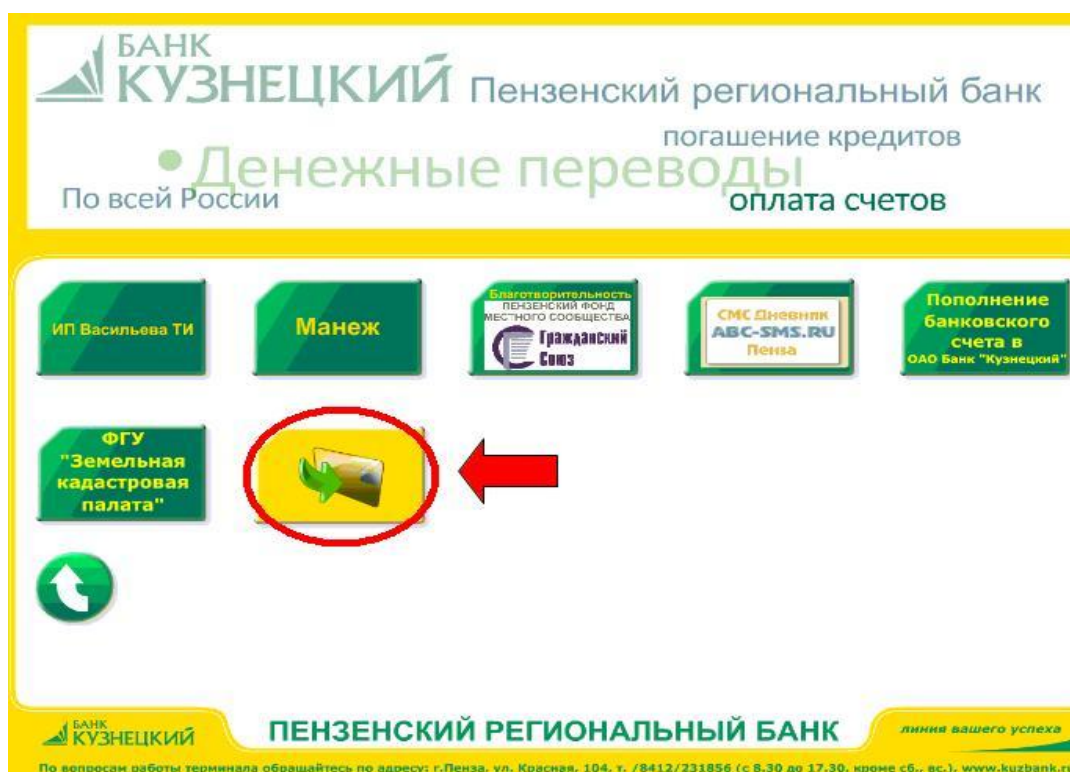 БАНК
КУЗНЕЦКИЙ Пензенский региональный банк
погашение кредитов
•Денежные переводы
По всей России
оплата счетов
ИП Васильева ТИ
Манеж
Благотворительность
ПЕНЗЕНСКИЙ ФОНД
МЕСТНОГО СООБЩЕСТВА
Гражданский
Союз
СМС Дневник
ABC-SMS.RU
Пенза
Пополнение
банковского
счета в
ОАО Банк "Кузнецкий"
ФГУ
"Земельная
кадастровая
палата"
БАНК
КУЗНЕЦКИЙ
ПЕНЗЕНСКИЙ РЕГИОНАЛЬНЫЙ БАНК
линия вашего успеха
По вопросам работы терминала обращайтесь по адресу: г.Пенза, ул. Красная, 104, т. /8412/231856 (с 8.30 до 17.30, кроме сб., вс.), www.kuzbank.r